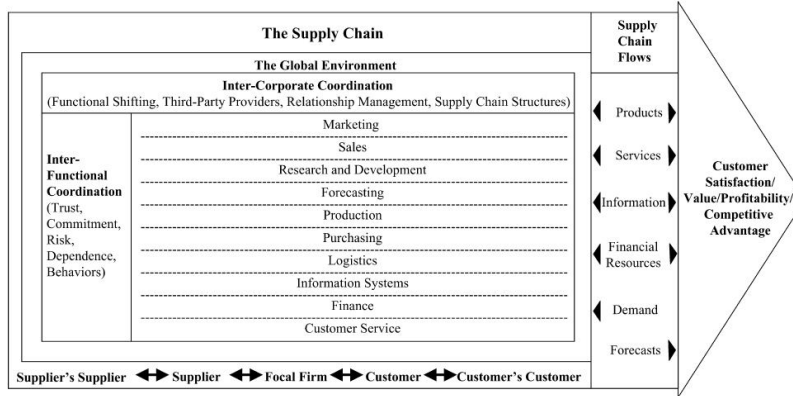 The Supply Chain
Supply
Chain
Flows
The Global Environment
Inter-Corporate Coordination
(Functional Shifting, Third-Party Providers, Relationship Management, Supply Chain Structures)
Inter-
Functional
Coordination
(Trust,
Commitment,
Risk,
Dependence,
Behaviors)
Marketing
Sales
Research and Development
Forecasting
Production
Purchasing
Logistics
Information Systems
Finance
Customer Service
Products
Services
Information
Financial
Resources
Demand
Forecasts
Customer
Satisfaction/
Value/Profitability/
Competitive
Advantage
Supplier's Supplier Supplier Focal Firm Customer Customer's Customer